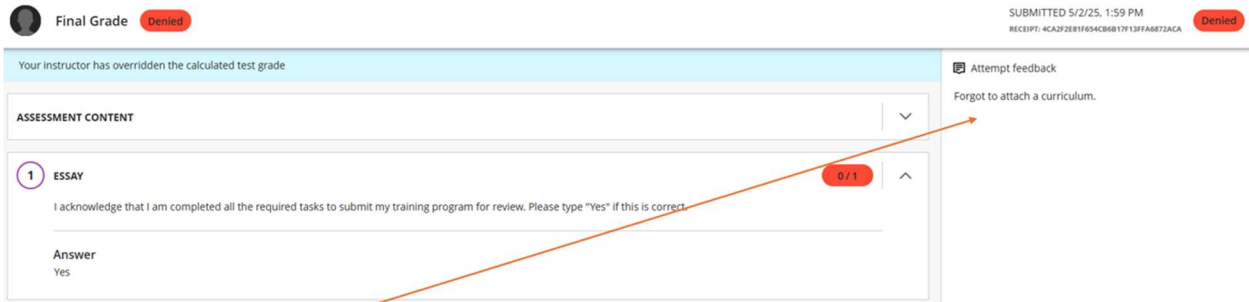 Final Grade
Denied
SUBMITTED 5/2/25, 1:59 PM
RECEIPT: 4CA2F2E81F654CB6B17F13FFA6872ACA
Denied
Your instructor has overridden the calculated test grade
Attempt feedback
Forgot to attach a curriculum.
ASSESSMENT CONTENT
1
ESSAY
0 / 1
I acknowledge that I am completed all the required tasks to submit my training program for review. Please type "Yes" if this is correct.
Answer
Yes